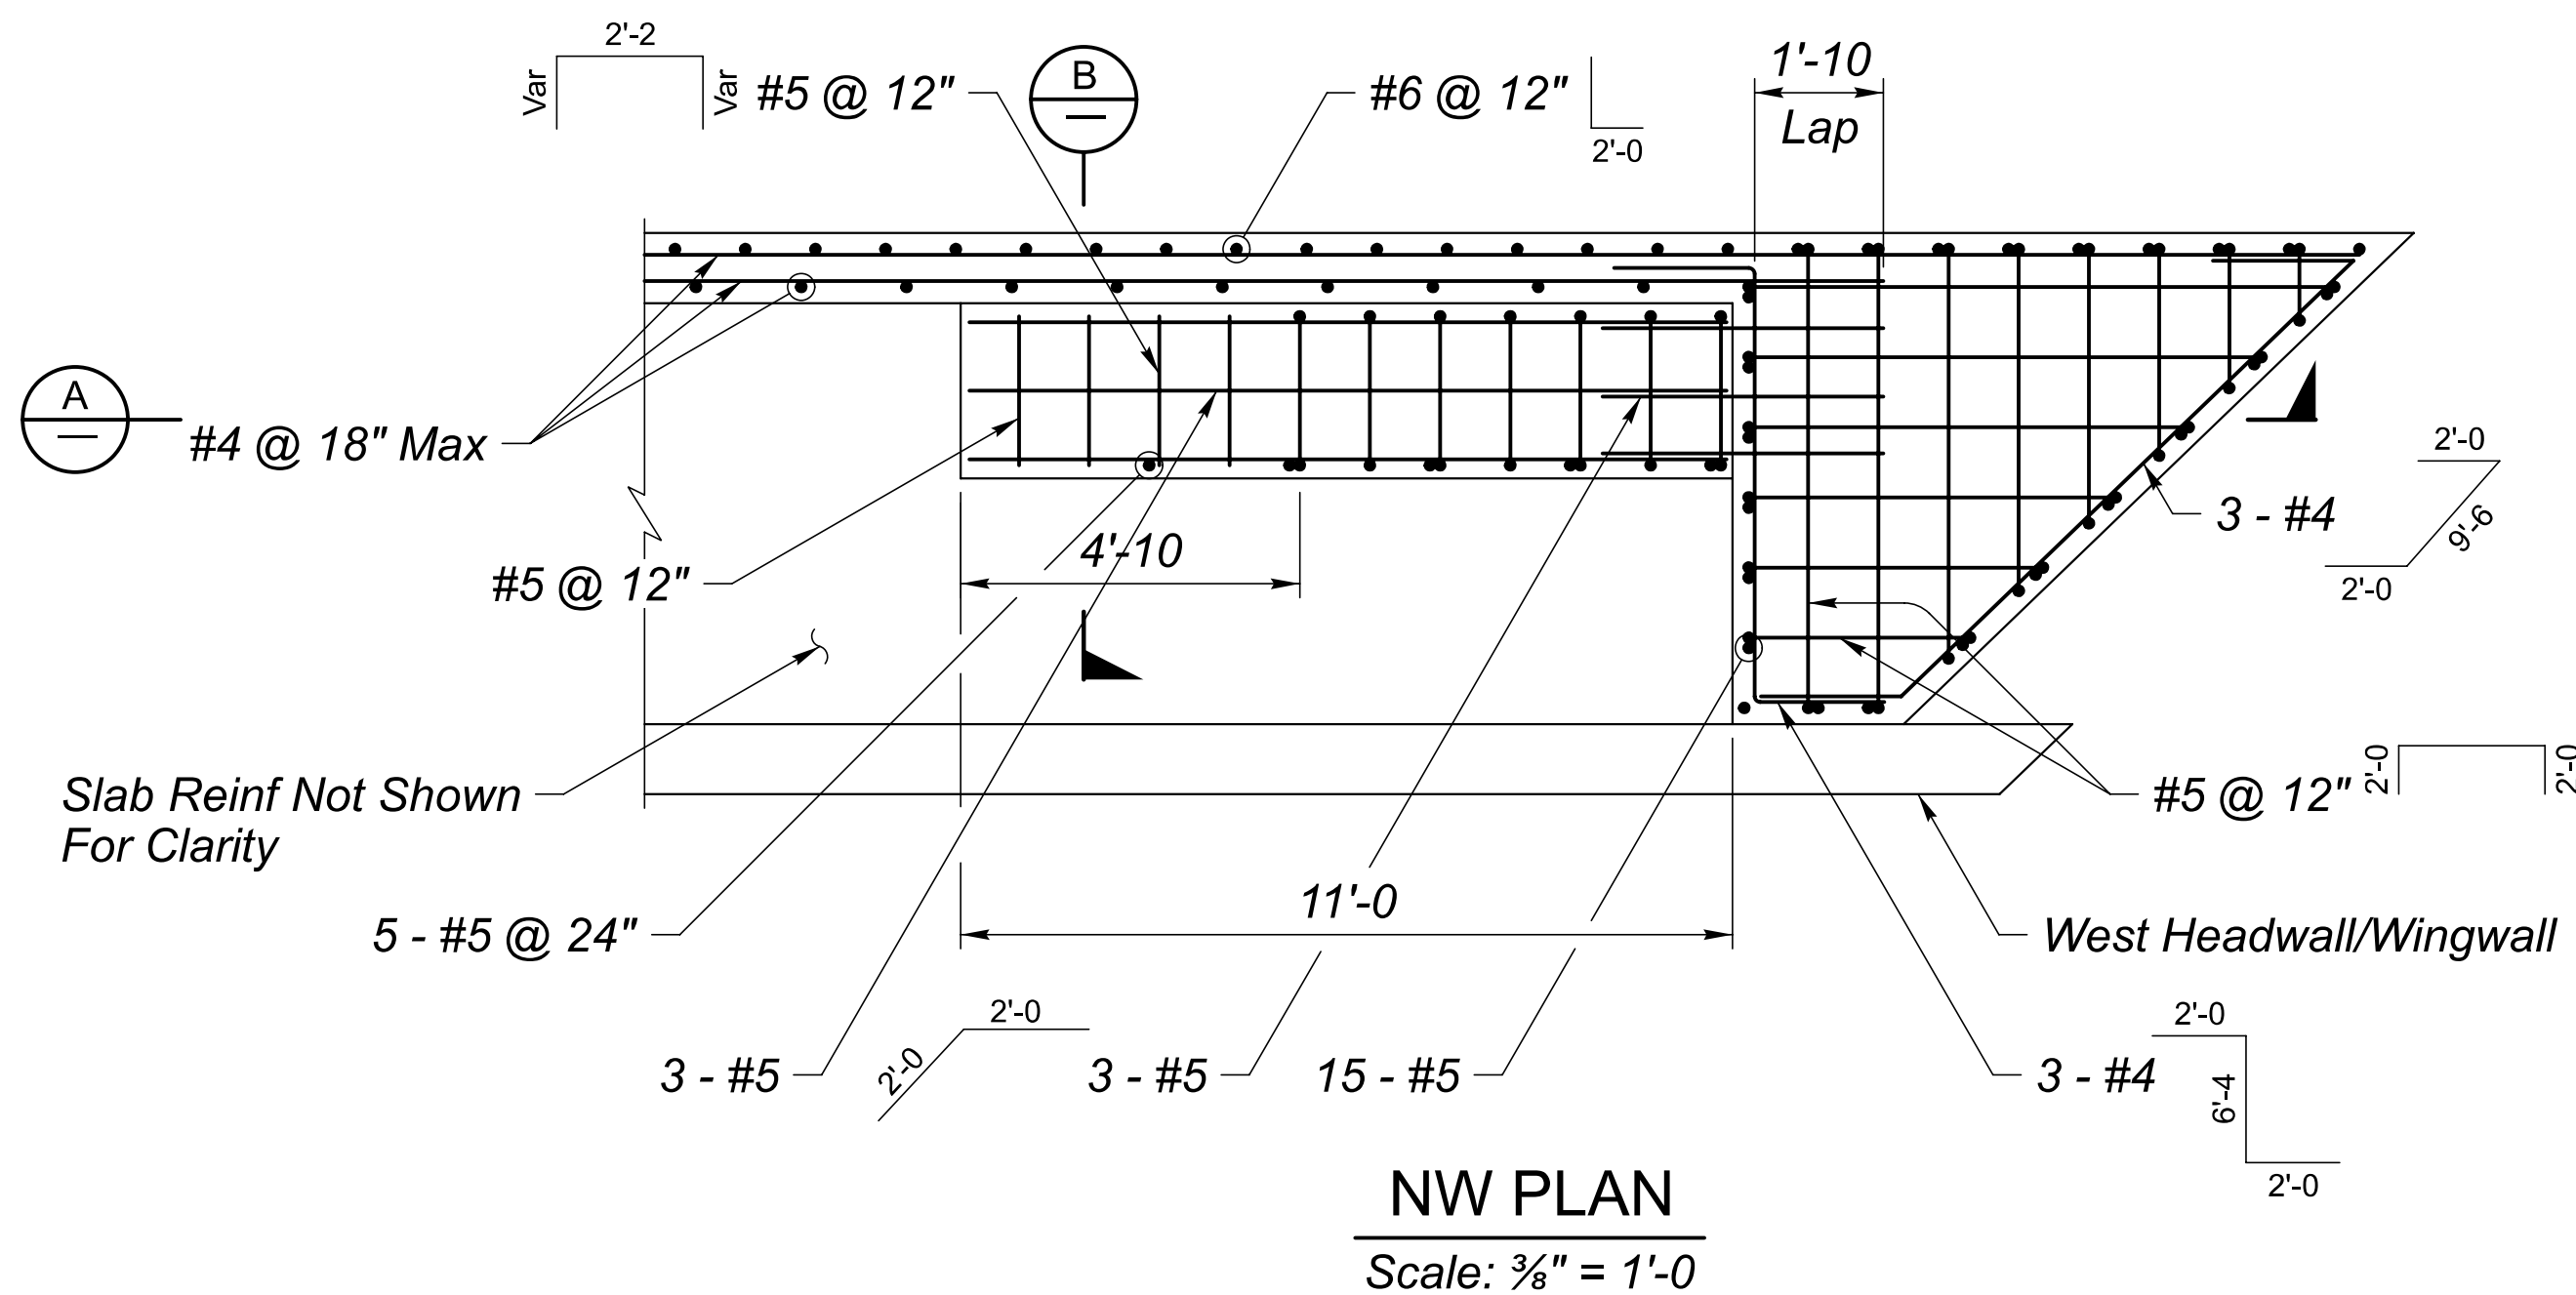 2'-2
Var
Var
#5 @ 12"
B
#6 @ 12"
2'-0
1'-10
Lap
A
#4 @ 18" Max
#5 @ 12"
4'-10
2'-0
9'-6
2'-0
3 - #4
Slab Reinf Not Shown
For Clarity
2'-0
2'-0
#5 @ 12"
5 - #5 @ 24"
11'-0
West Headwall/Wingwall
3 - #5
2'-0
2'-0
3 - #5
15 - #5
3 - #4
2'-0
6'-4
2'-0
NW PLAN
Scale: ⅜" = 1'-0